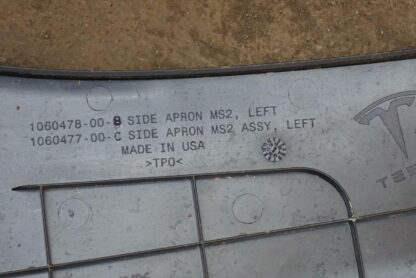 1060478-00-B SIDE APRON MS2, LEFT
1060477-00-C SIDE APRON MS2 ASSY, LEFT
MADE IN USA
>TPO<